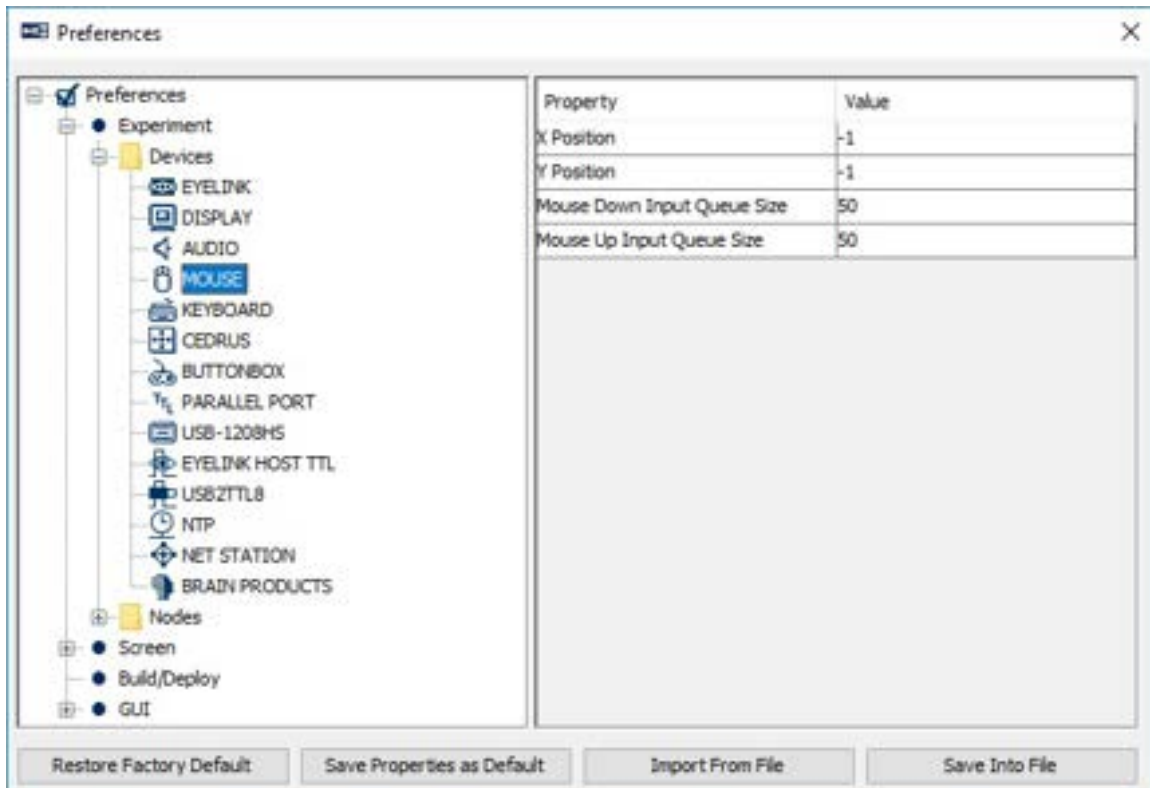 Preferences
Preferences
Experiment
Devices
EYELINK
DISPLAY
AUDIO
MOUSE
KEYBOARD
CEDRUS
BUTTONBOX
PARALLEL PORT
USB-1208HS
EYELINK HOST TTL
USB2TTL8
NTP
NET STATION
BRAIN PRODUCTS
Nodes
Screen
Build/Deploy
GUI
Property Value
X Position -1
Y Position -1
Mouse Down Input Queue Size 50
Mouse Up Input Queue Size 50
Restore Factory Default Save Properties as Default Import From File Save Into File